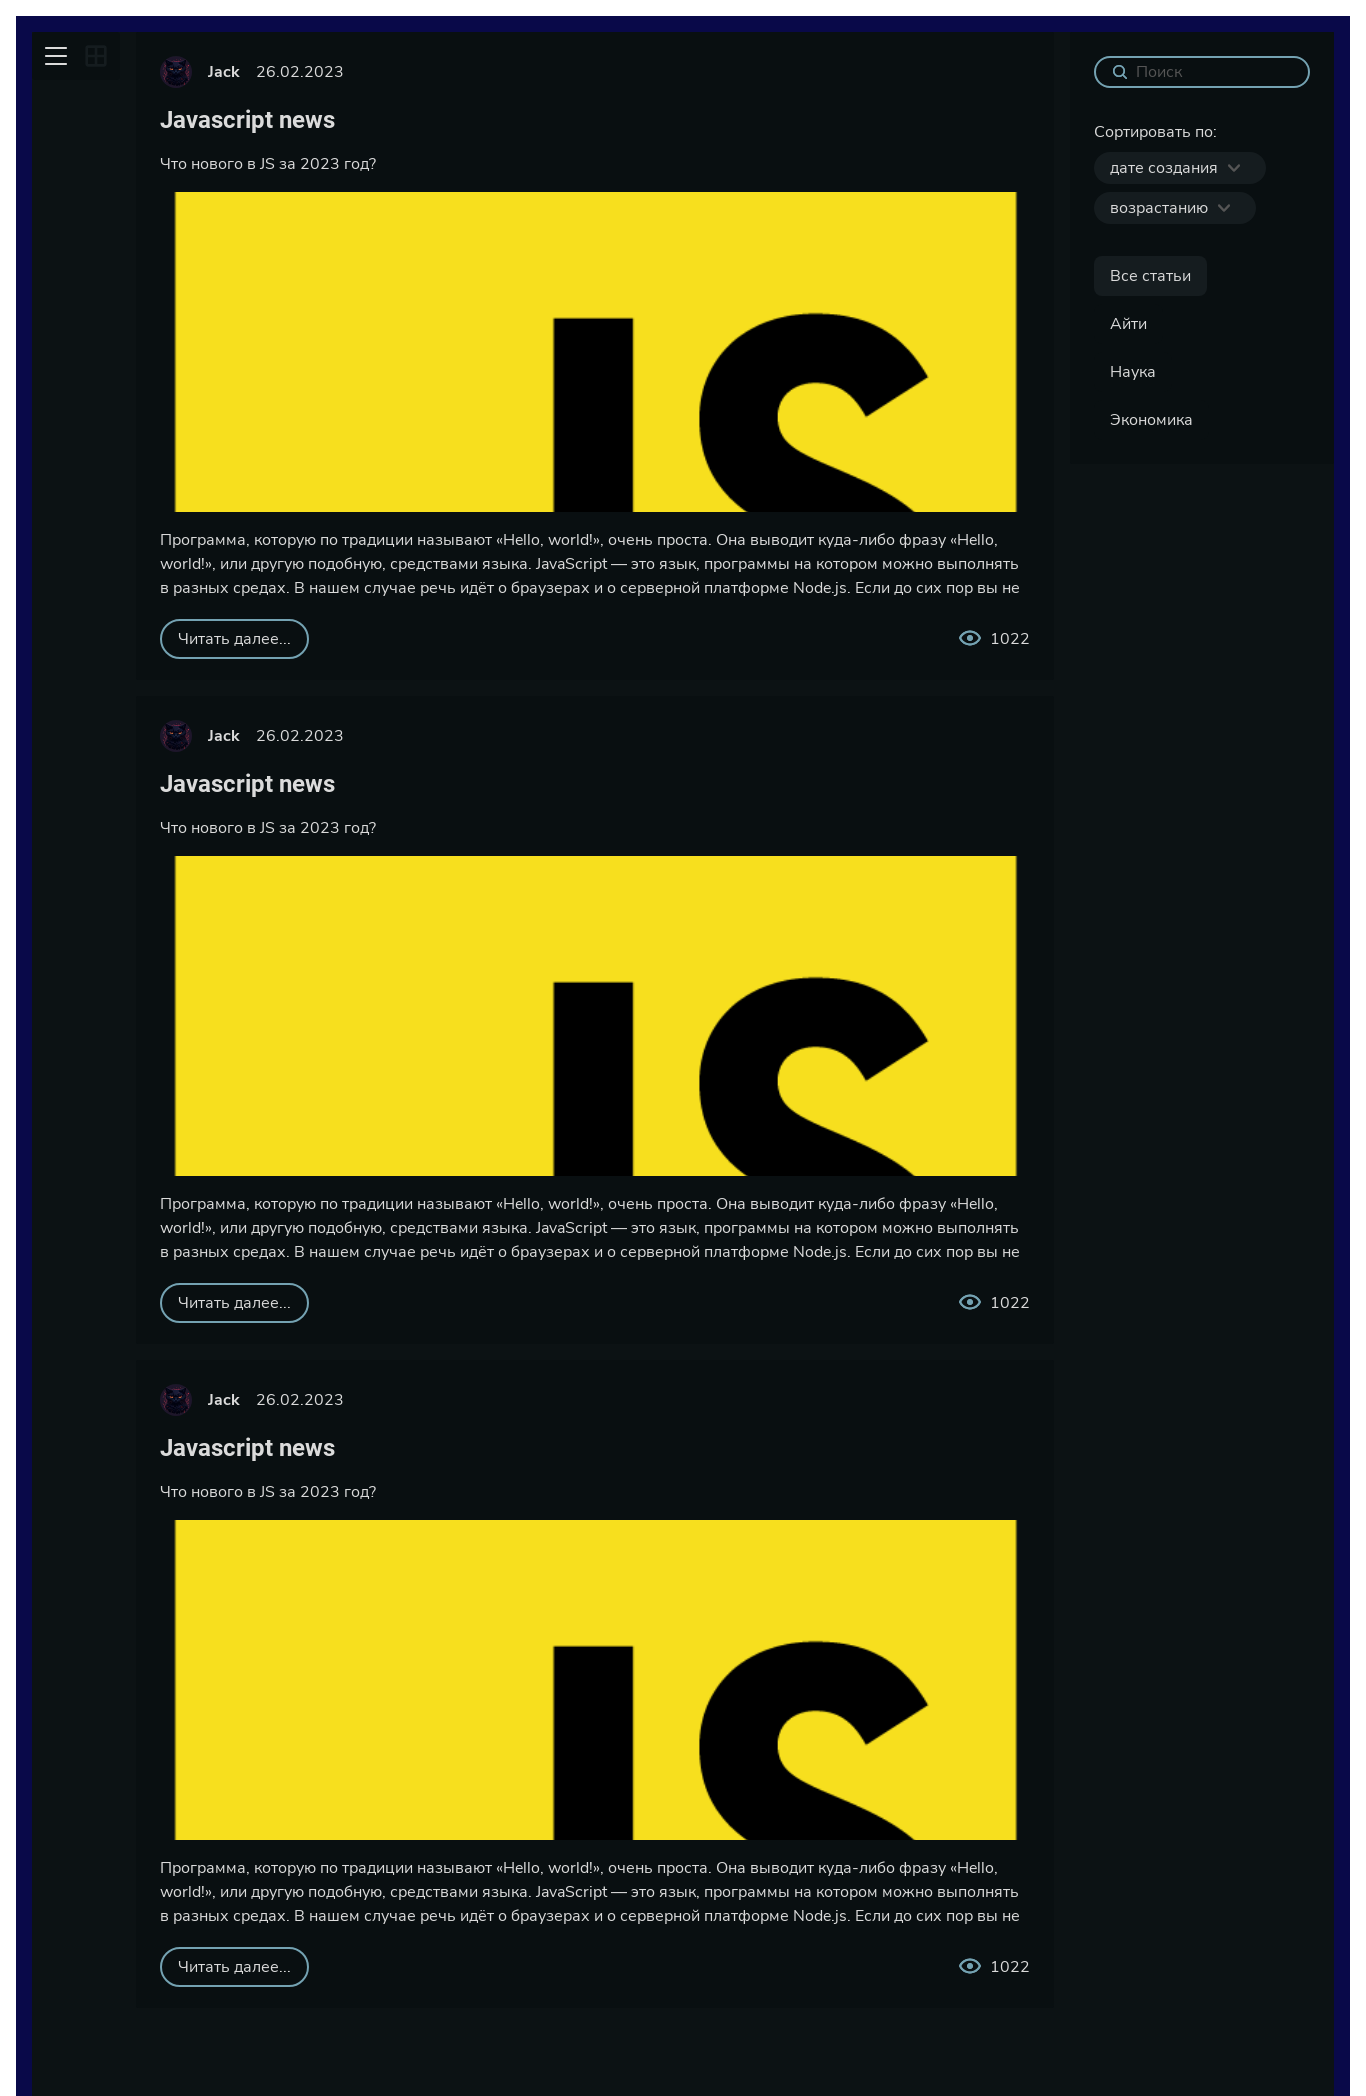 Jack 26.02.2023
Javascript news
Что нового в JS за 2023 год?
JS
Программа, которую по традиции называют «Hello, world!», очень проста. Она выводит куда-либо фразу «Hello,
world!», или другую подобную, средствами языка. JavaScript — это язык, программы на котором можно выполнять
в разных средах. В нашем случае речь идёт о браузерах и о серверной платформе Node.js. Если до сих пор вы не
Читать далее...
1022
Jack 26.02.2023
Javascript news
Что нового в JS за 2023 год?
JS
Программа, которую по традиции называют «Hello, world!», очень проста. Она выводит куда-либо фразу «Hello,
world!», или другую подобную, средствами языка. JavaScript — это язык, программы на котором можно выполнять
в разных средах. В нашем случае речь идёт о браузерах и о серверной платформе Node.js. Если до сих пор вы не
Читать далее...
1022
Jack 26.02.2023
Javascript news
Что нового в JS за 2023 год?
JS
Программа, которую по традиции называют «Hello, world!», очень проста. Она выводит куда-либо фразу «Hello,
world!», или другую подобную, средствами языка. JavaScript — это язык, программы на котором можно выполнять
в разных средах. В нашем случае речь идёт о браузерах и о серверной платформе Node.js. Если до сих пор вы не
Читать далее...
1022
Поиск
Сортировать по:
дате создания
возрастанию
Все статьи
Айти
Наука
Экономика